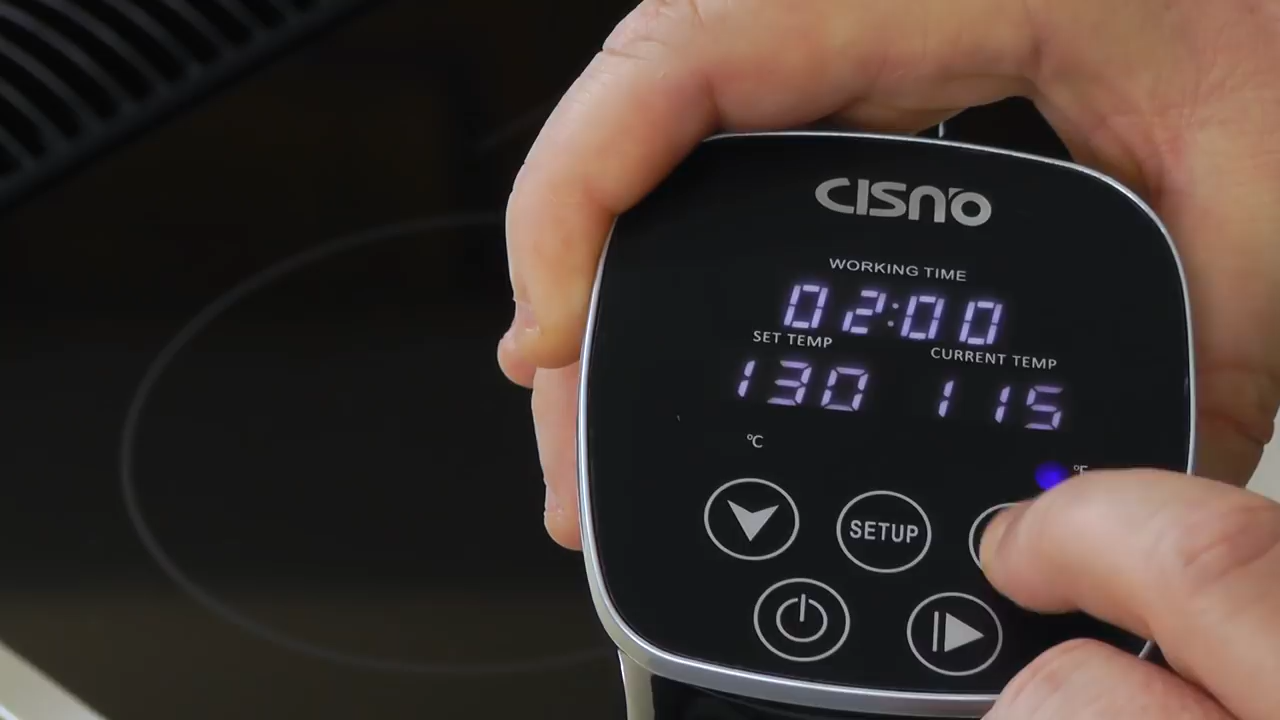 CISNO
WORKING TIME
02:00
SET TEMP
CURRENT TEMP
130
115
°C
°F
SETUP